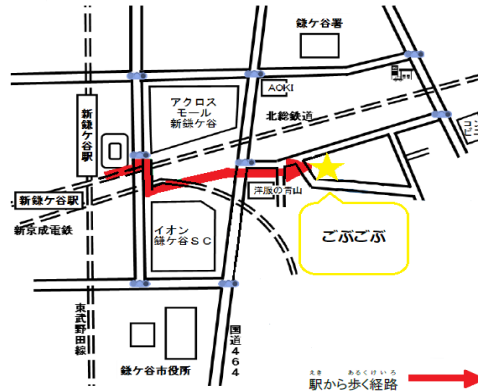 鎌ケ谷署
AOKI
アクロス
モール
新鎌ケ谷
北総鉄道
コンビニ
新鎌ケ谷駅
新鎌ケ谷駅
新京成電鉄
洋服の青山
イオン
鎌ケ谷SC
ごぶごぶ
東武野田線
国道464
鎌ケ谷市役所
えき あるくけいろ
駅から歩く経路